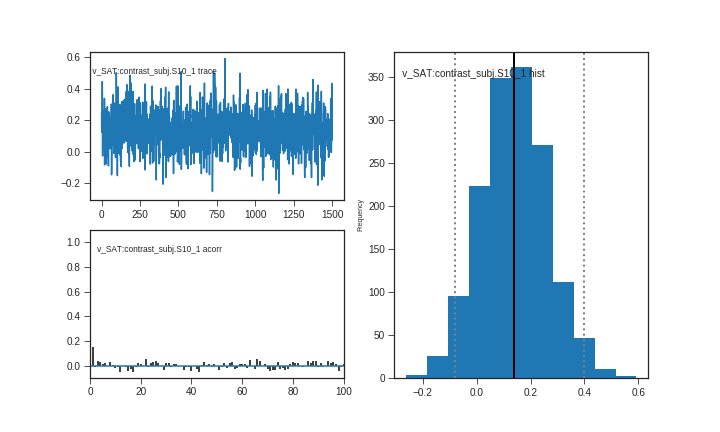 0.6
v_SAT:contrast_subj.S10_1 trace
0.4
0.2
0.0
−0.2
0 250 500 750 1000 1250 1500
1.0
v_SAT:contrast_subj.S10_1 acorr
0.8
0.6
0.4
0.2
0.0
0 20 40 60 80 100
v_SAT:contrast_subj.S10_1 hist
350
300
250
200
150
100
50
0
Frequency
−0.2 0.0 0.2 0.4 0.6